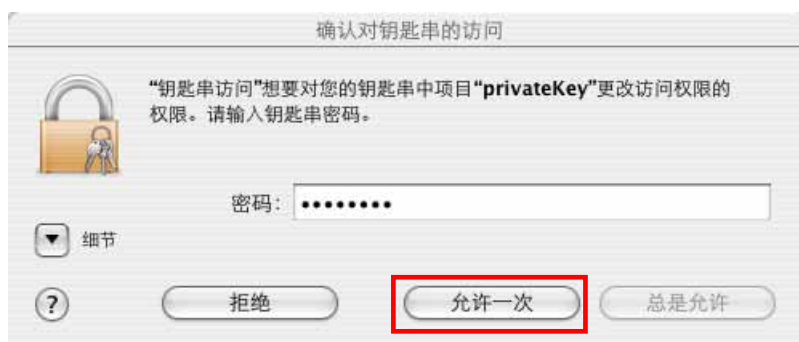 确认对钥匙串的访问
“钥匙串访问”想要对您的钥匙串中项目“privateKey”更改访问权限的
权限。请输入钥匙串密码。
密码: ••••••••
细节
? 拒绝 允许一次 总是允许